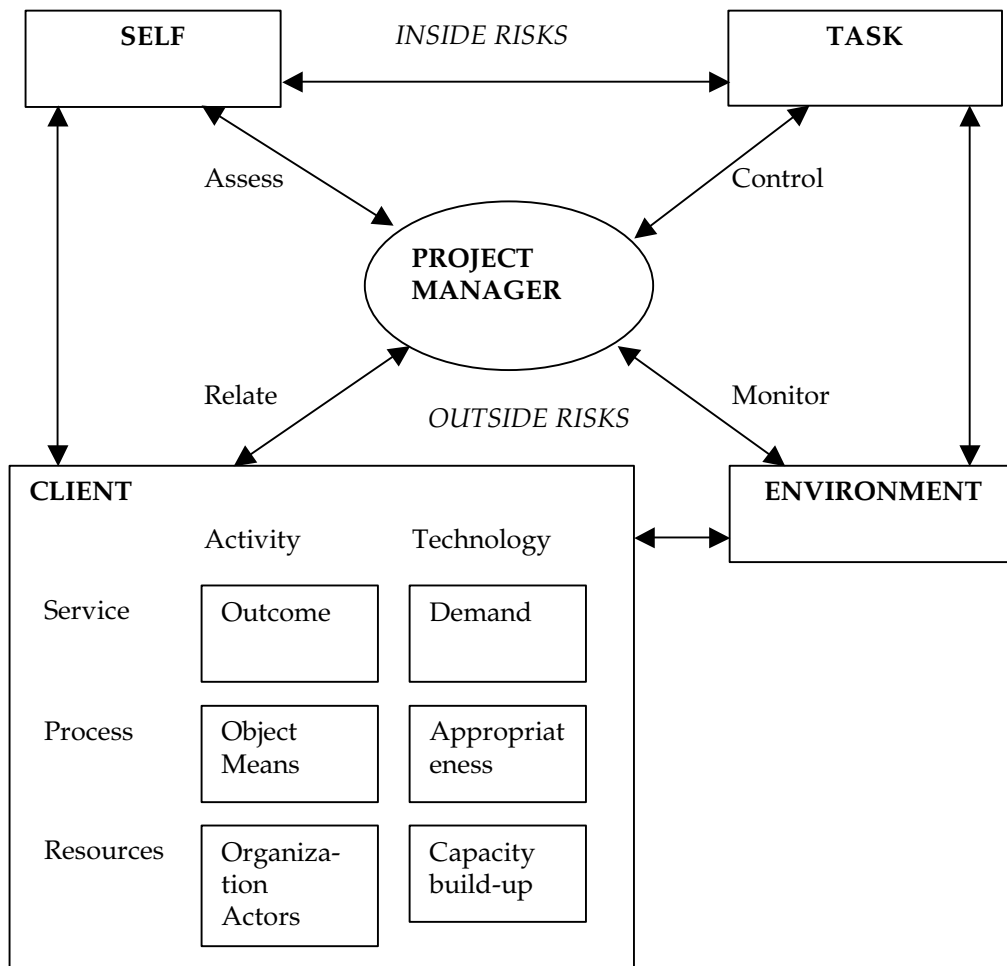 SELF
INSIDE RISKS
TASK
Assess
Control
PROJECT
MANAGER
Relate
Monitor
OUTSIDE RISKS
CLIENT
ENVIRONMENT
Activity
Technology
Service
Outcome
Demand
Process
Object
Means
Appropriat
eness
Resources
Organiza-
tion
Actors
Capacity
build-up